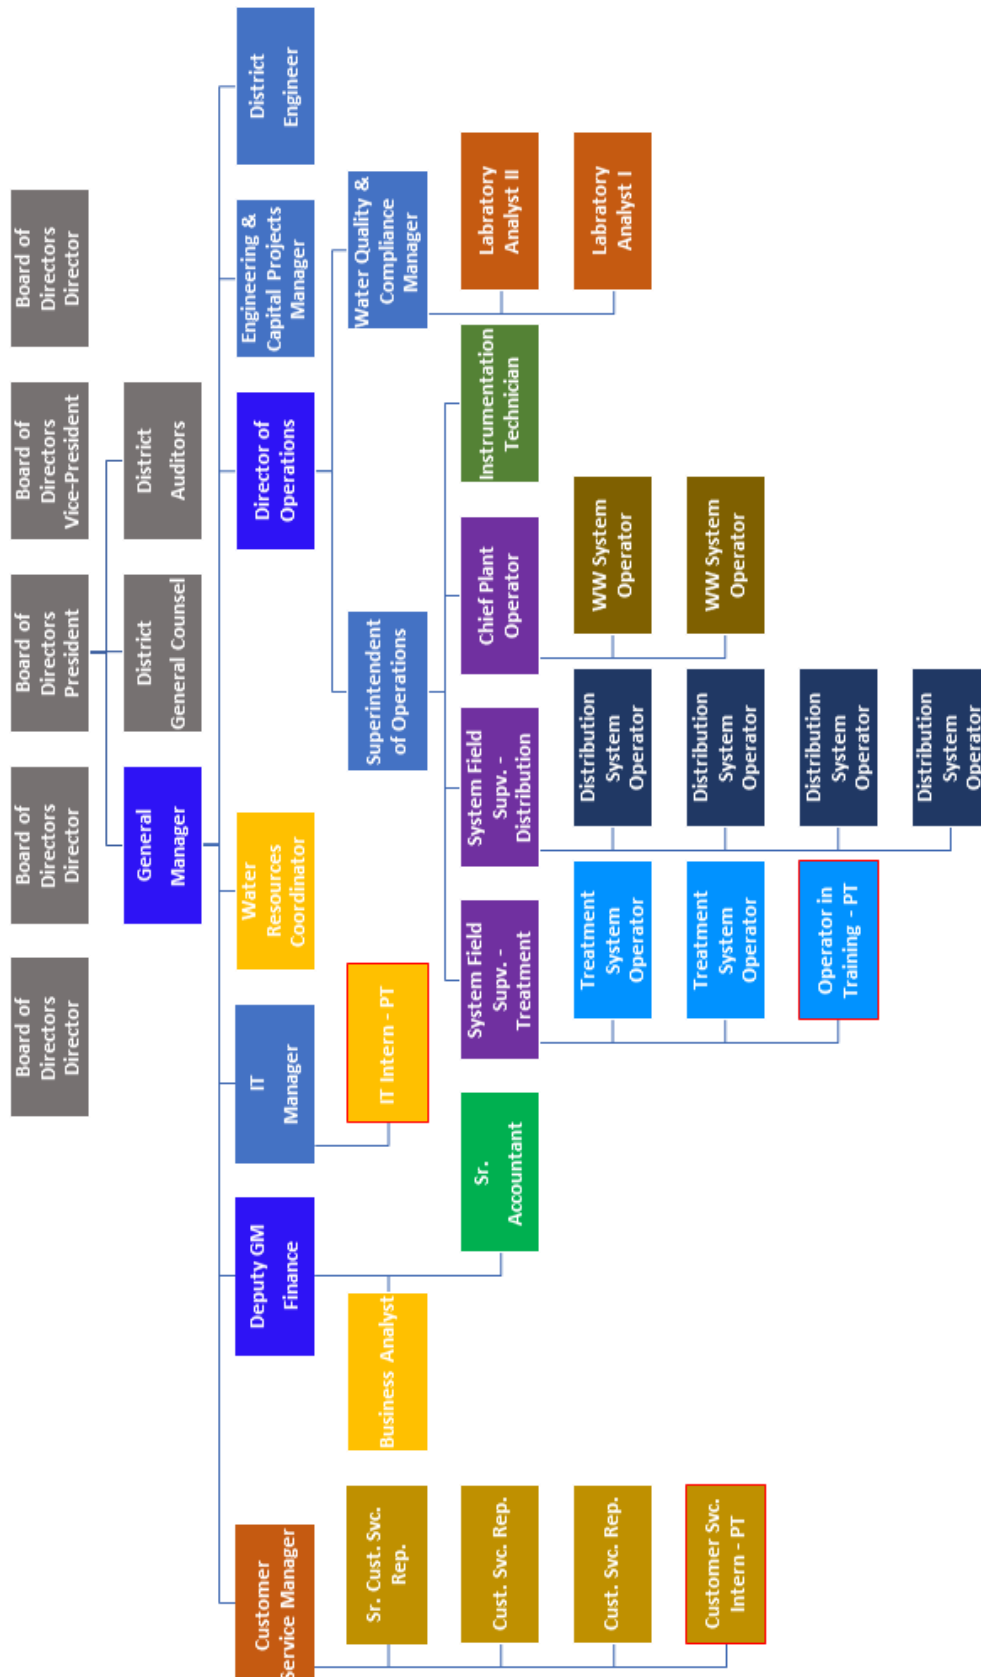 Board of
Directors
Director
Board of
Directors
Director
Board of
Directors
President
Board of
Directors
Vice-President
Board of
Directors
Director
General
Manager
District
General Counsel
District
Auditors
Customer
Service Manager
Deputy GM
Finance
IT
Manager
Water
Resources
Coordinator
Director of
Operations
Engineering &
Capital Projects
Manager
District
Engineer
Sr. Cust. Svc.
Rep.
Business Analyst
IT Intern - PT
Superintendent
of Operations
Water Quality &
Compliance
Manager
Cust. Svc. Rep.
Sr.
Accountant
System Field
Supv. -
Treatment
System Field
Supv. -
Distribution
Chief Plant
Operator
Instrumentation
Technician
Labratory
Analyst II
Cust. Svc. Rep.
Treatment
System
Operator
Distribution
System
Operator
WW System
Operator
Labratory
Analyst I
Customer Svc.
Intern - PT
Treatment
System
Operator
Distribution
System
Operator
WW System
Operator
Operator in
Training - PT
Distribution
System
Operator
Distribution
System
Operator